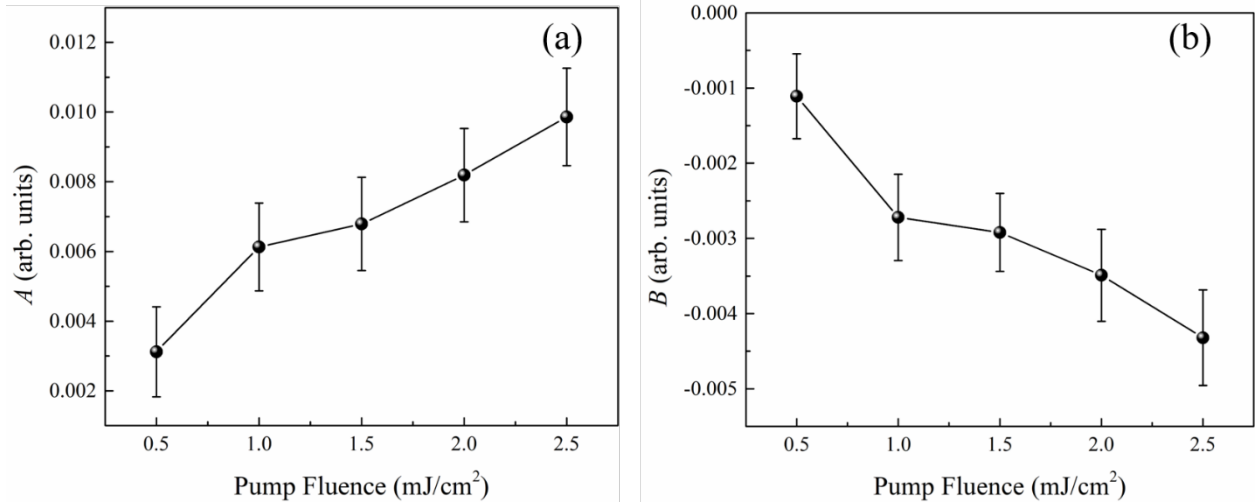 (a)
0.012
0.010
0.008
0.006
0.004
0.002
A (arb. units)
0.5 1.0 1.5 2.0 2.5
Pump Fluence (mJ/cm²)
(b)
0.000
-0.001
-0.002
-0.003
-0.004
-0.005
B (arb. units)
0.5 1.0 1.5 2.0 2.5
Pump Fluence (mJ/cm²)